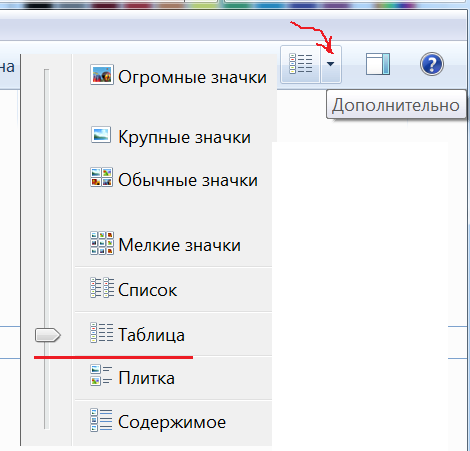 на
Огромные значки
Дополнительно
Крупные значки
Обычные значки
Мелкие значки
Список
Таблица
Плитка
Содержимое